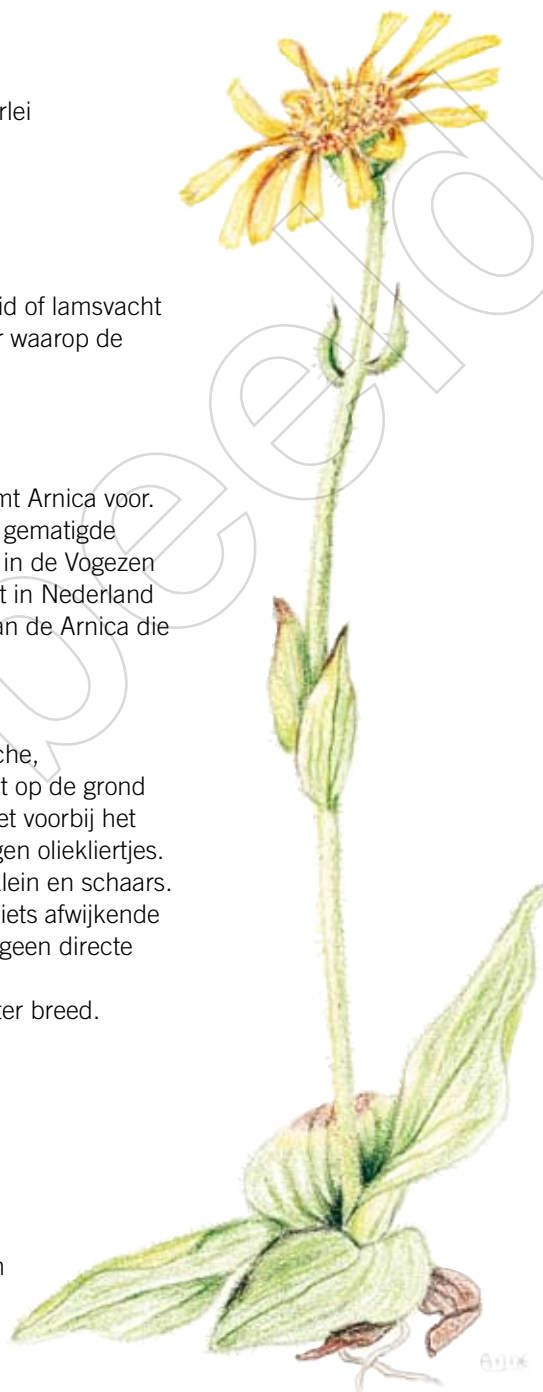 rlei
id of lamsvacht
r waarop de
mt Arnica voor.
gematigde
in de Vogezen
t in Nederland
an de Arnica die
che,
t op de grond
et voorbij het
gen oliekliertjes.
klein en schaars.
iets afwijkende
geen directe
ter breed.
n
beeld